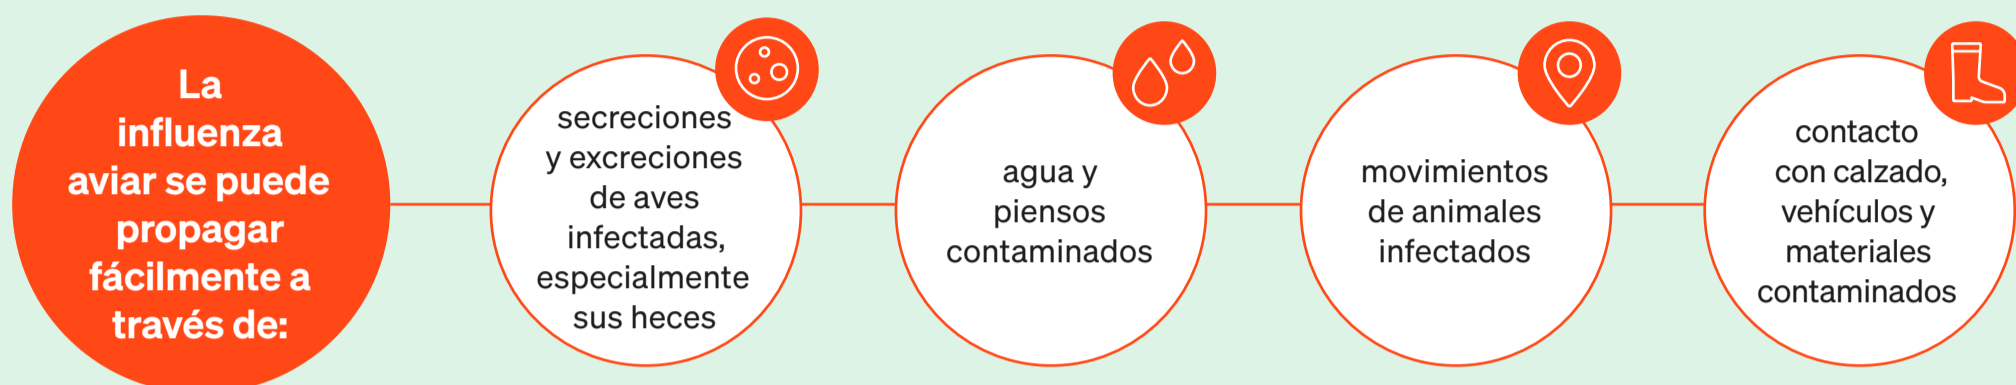 La
influenza
aviar se puede
propagar
fácilmente a
través de:
secreciones
y excreciones
de aves
infectadas,
especialmente
sus heces
agua y
piensos
contaminados
movimientos
de animales
infectados
contacto
con calzado,
vehículos y
materiales
contaminados